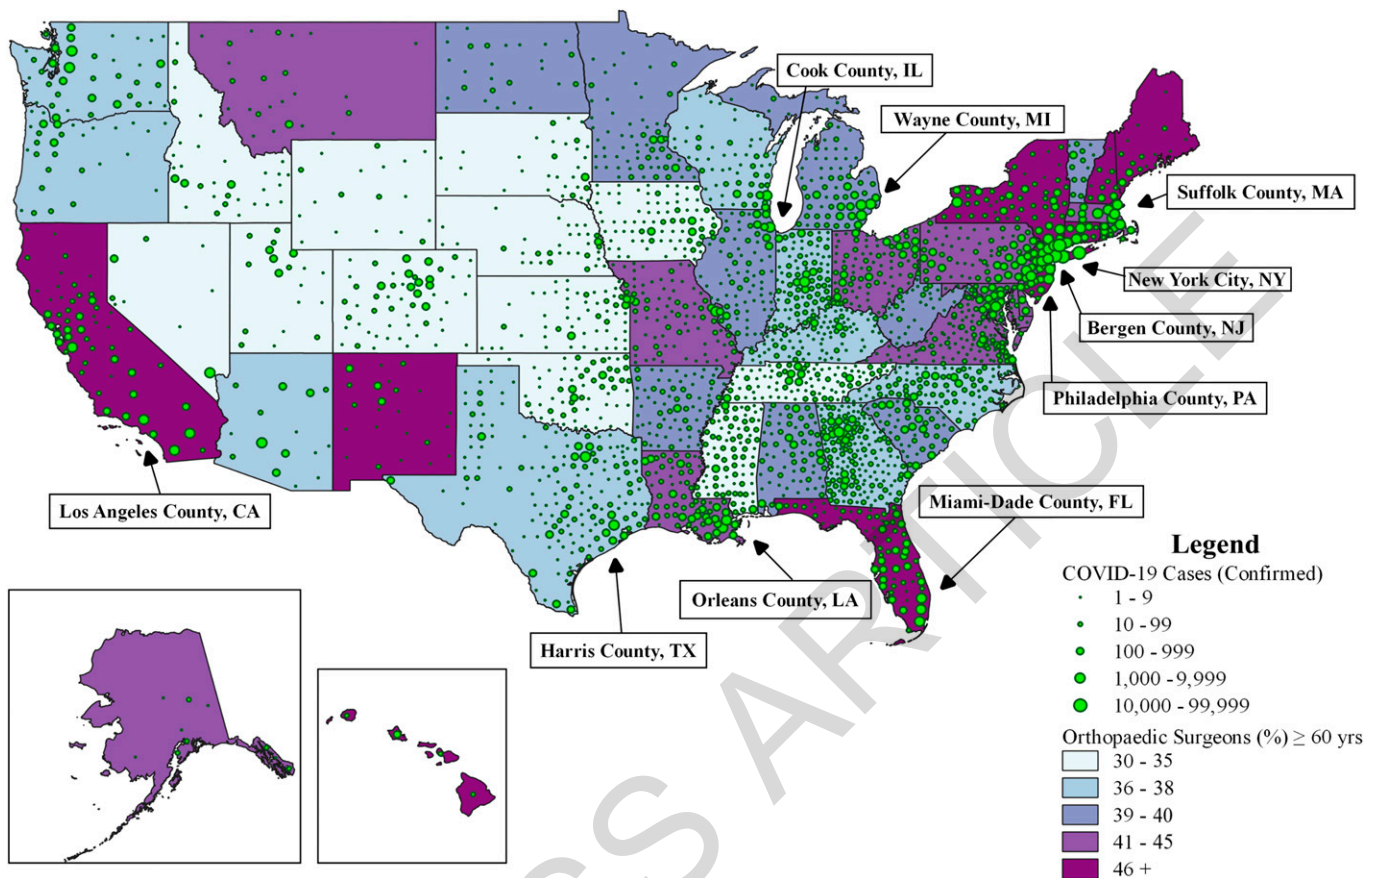 Cook County, IL
Wayne County, MI
Suffolk County, MA
New York City, NY
Bergen County, NJ
Philadelphia County, PA
Los Angeles County, CA
Miami-Dade County, FL
Orleans County, LA
Harris County, TX
Legend
COVID-19 Cases (Confirmed)
1 - 9
10 - 99
100 - 999
1,000 - 9,999
10,000 - 99,999
Orthopaedic Surgeons (%) ≥ 60 yrs
30 - 35
36 - 38
39 - 40
41 - 45
46 +
SS ARTICLE